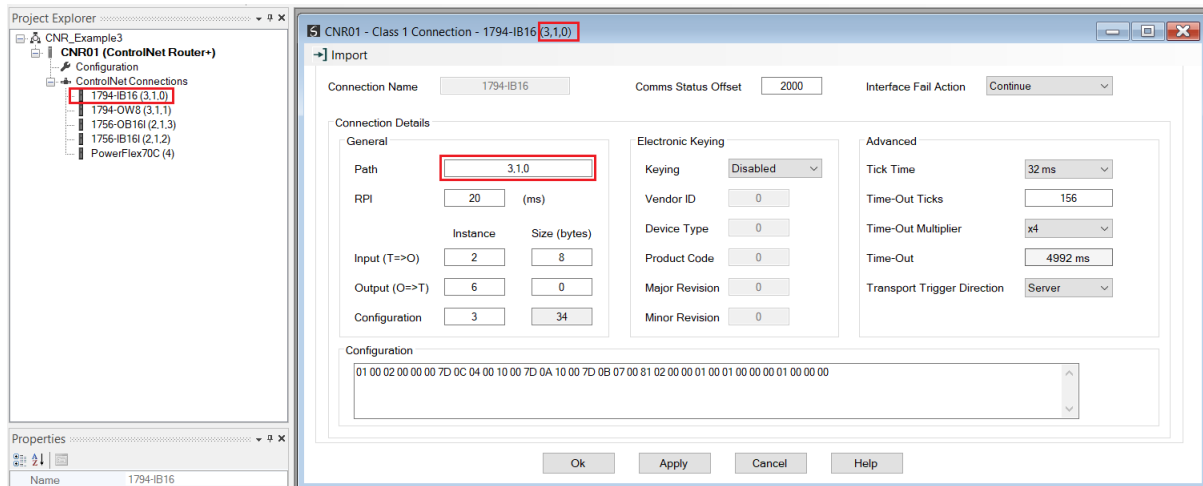 Project Explorer
CNR_Example3
CNR01 (ControlNet Router+)
Configuration
ControlNet Connections
1794-IB16 (3,1,0)
1794-OW8 (3,1,1)
1756-OB16I (2,1,3)
1756-IB16I (2,1,2)
PowerFlex70C (4)
Properties
Name 1794-IB16
CNR01 - Class 1 Connection - 1794-IB16 (3,1,0)
Import
Connection Name 1794-IB16 Comms Status Offset 2000 Interface Fail Action Continue
Connection Details
General Electronic Keying Advanced
Path 3,1,0 Keying Disabled Tick Time 32 ms
RPI 20 (ms) Vendor ID 0 Time-Out Ticks 156
Instance Size (bytes) Device Type 0 Time-Out Multiplier x4
Input (T=>O) 2 8 Product Code 0 Time-Out 4992 ms
Output (O=>T) 6 0 Major Revision 0 Transport Trigger Direction Server
Configuration 3 34 Minor Revision 0
Configuration
01 00 02 00 00 00 7D 0C 04 00 10 00 7D 0A 10 00 7D 0B 07 00 81 02 00 00 01 00 01 00 00 00 01 00 00 00
Ok Apply Cancel Help